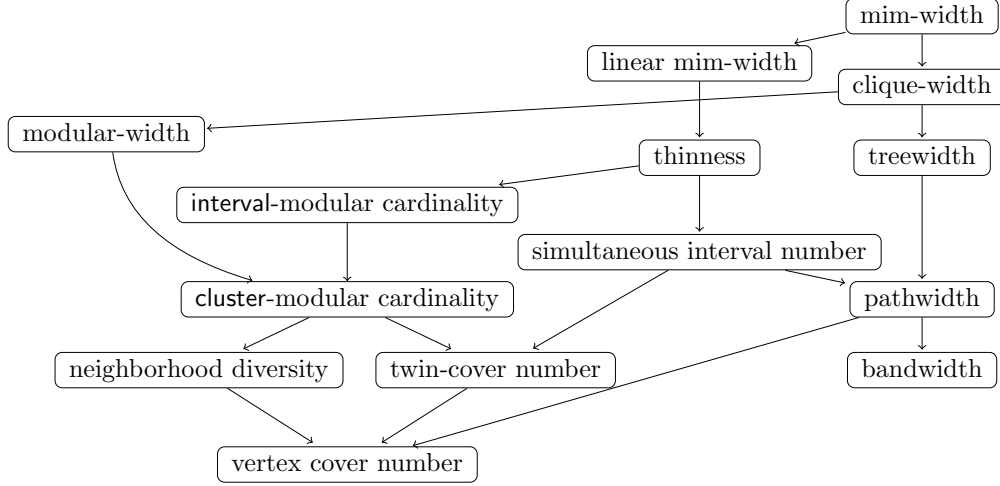 mim-width
linear mim-width
clique-width
modular-width
thinness
treewidth
interval-modular cardinality
simultaneous interval number
cluster-modular cardinality
pathwidth
neighborhood diversity
twin-cover number
bandwidth
vertex cover number